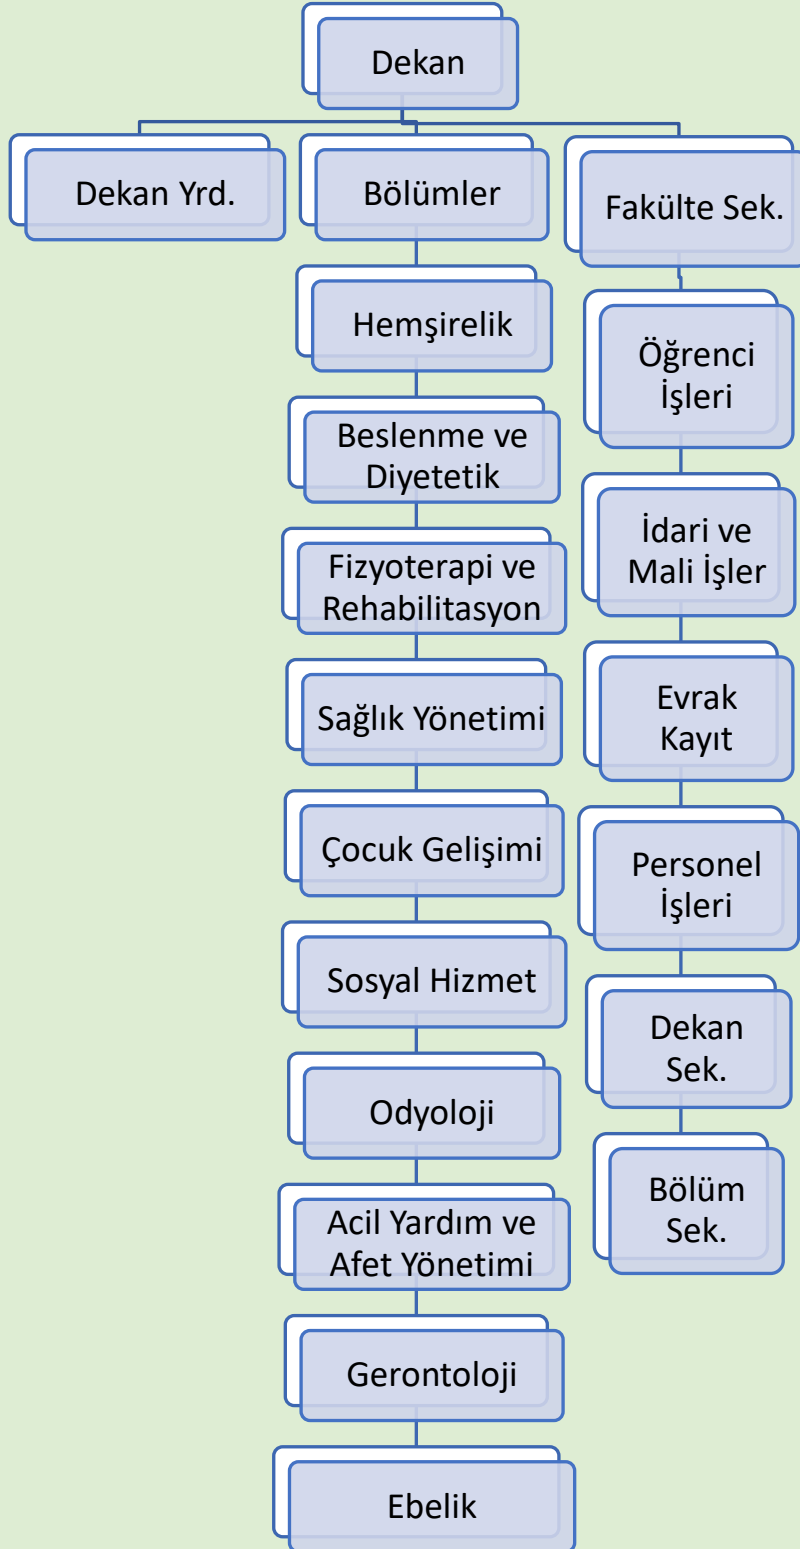 Dekan
Dekan Yrd.
Bölümler
Fakülte Sek.
Hemşirelik
Beslenme ve
Diyetetik
Fizyoterapi ve
Rehabilitasyon
Sağlık Yönetimi
Çocuk Gelişimi
Sosyal Hizmet
Odyoloji
Acil Yardım ve
Afet Yönetimi
Gerontoloji
Ebelik
Öğrenci
İşleri
İdari ve
Mali İşler
Evrak
Kayıt
Personel
İşleri
Dekan
Sek.
Bölüm
Sek.